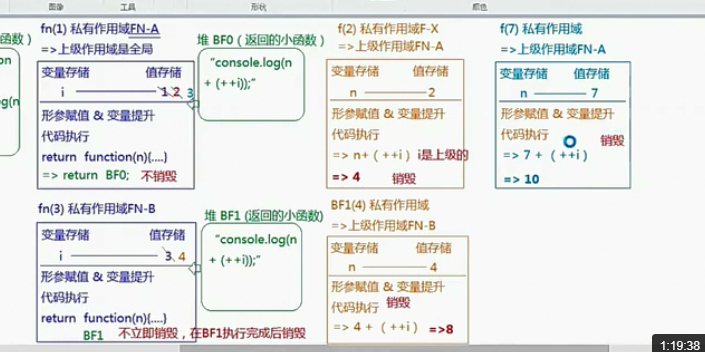 图像 工具 形状 颜色
函数)
on
g(n
fn(1) 私有作用域FN-A
=>上级作用域是全局
变量存储 值存储
i 1 2 3
形参赋值 & 变量提升
代码执行
return function(n){....}
=> return BF0; 不销毁
堆 BF0 (返回的小函数)
"console.log(n
+ (++i));"
f(2) 私有作用域F-X
=>上级作用域FN-A
变量存储 值存储
n 2
形参赋值 & 变量提升
代码执行
=> n+ (++i) i是上级的
=> 4 销毁
f(7) 私有作用域
=>上级作用域FN-A
变量存储 值存储
n 7
形参赋值 & 变量提升
代码执行 销毁
=> 7 + (++i)
=> 10
fn(3) 私有作用域FN-B
变量存储 值存储
i 3 4
形参赋值 & 变量提升
代码执行
return function(n){....}
BF1 不立即销毁，在BF1执行完成后销毁
堆 BF1 (返回的小函数)
"console.log(n
+ (++i));"
BF1(4) 私有作用域
=>上级作用域FN-B
变量存储 值存储
n 4
形参赋值 & 变量提升
代码执行 销毁
=> 4 + (++i) =>8
1:19:38